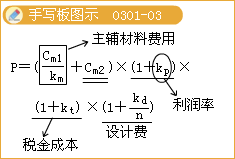 手写板图示 0301-03
主辅材料费用
P=(Cm1/km+Cm2)×(1+kp)×
利润率
(1+kt)×(1+kd/n)
税金成本
设计费